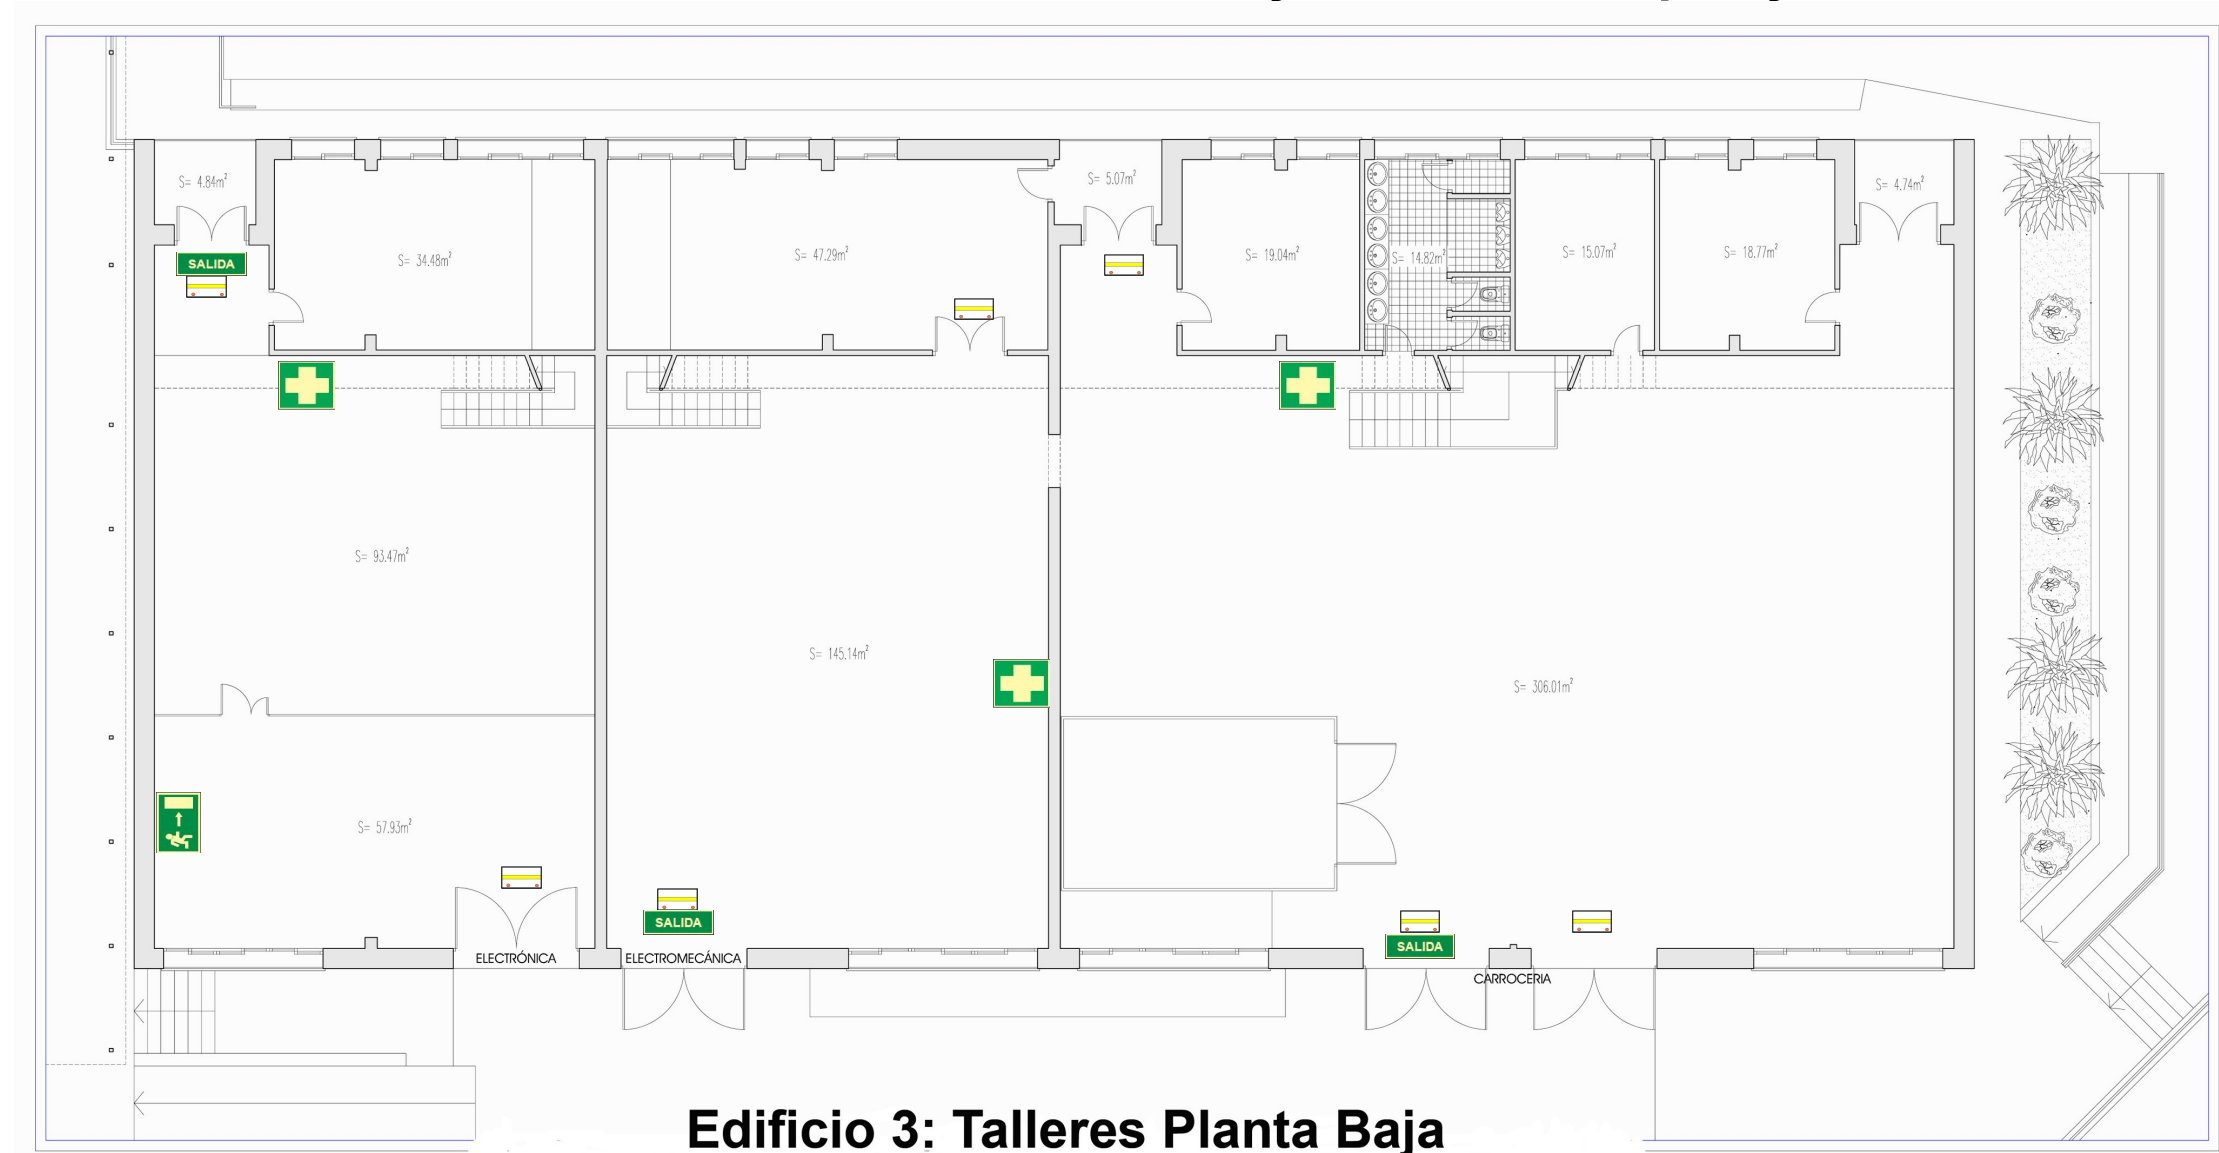 S= 4.84m²
S= 5.07m²
S= 4.74m²
SALIDA
S= 34.48m²
S= 47.29m²
S= 19.04m²
S= 14.82m²
S= 15.07m²
S= 18.77m²
S= 93.47m²
S= 145.14m²
S= 306.01m²
S= 57.93m²
SALIDA
SALIDA
ELECTRÓNICA
ELECTROMECÁNICA
CARROCERIA
Edificio 3: Talleres Planta Baja